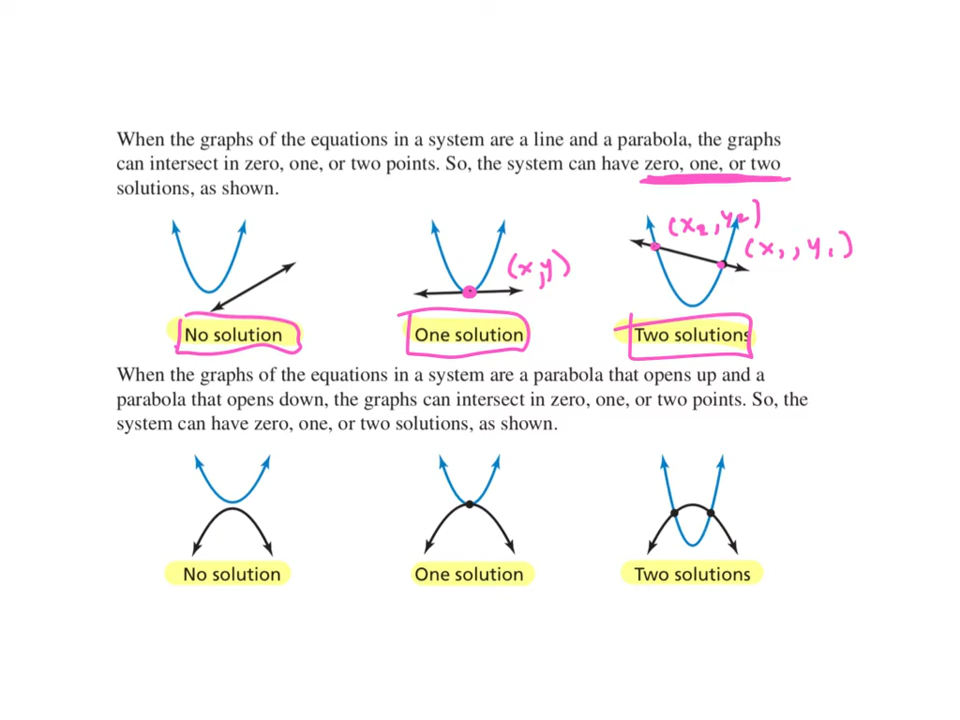 When the graphs of the equations in a system are a line and a parabola, the graphs
can intersect in zero, one, or two points. So, the system can have zero, one, or two
solutions, as shown.
(x,y)
(x₂,y₂)
(x₁,y₁)
No solution
One solution
Two solutions
When the graphs of the equations in a system are a parabola that opens up and a
parabola that opens down, the graphs can intersect in zero, one, or two points. So, the
system can have zero, one, or two solutions, as shown.
No solution
One solution
Two solutions